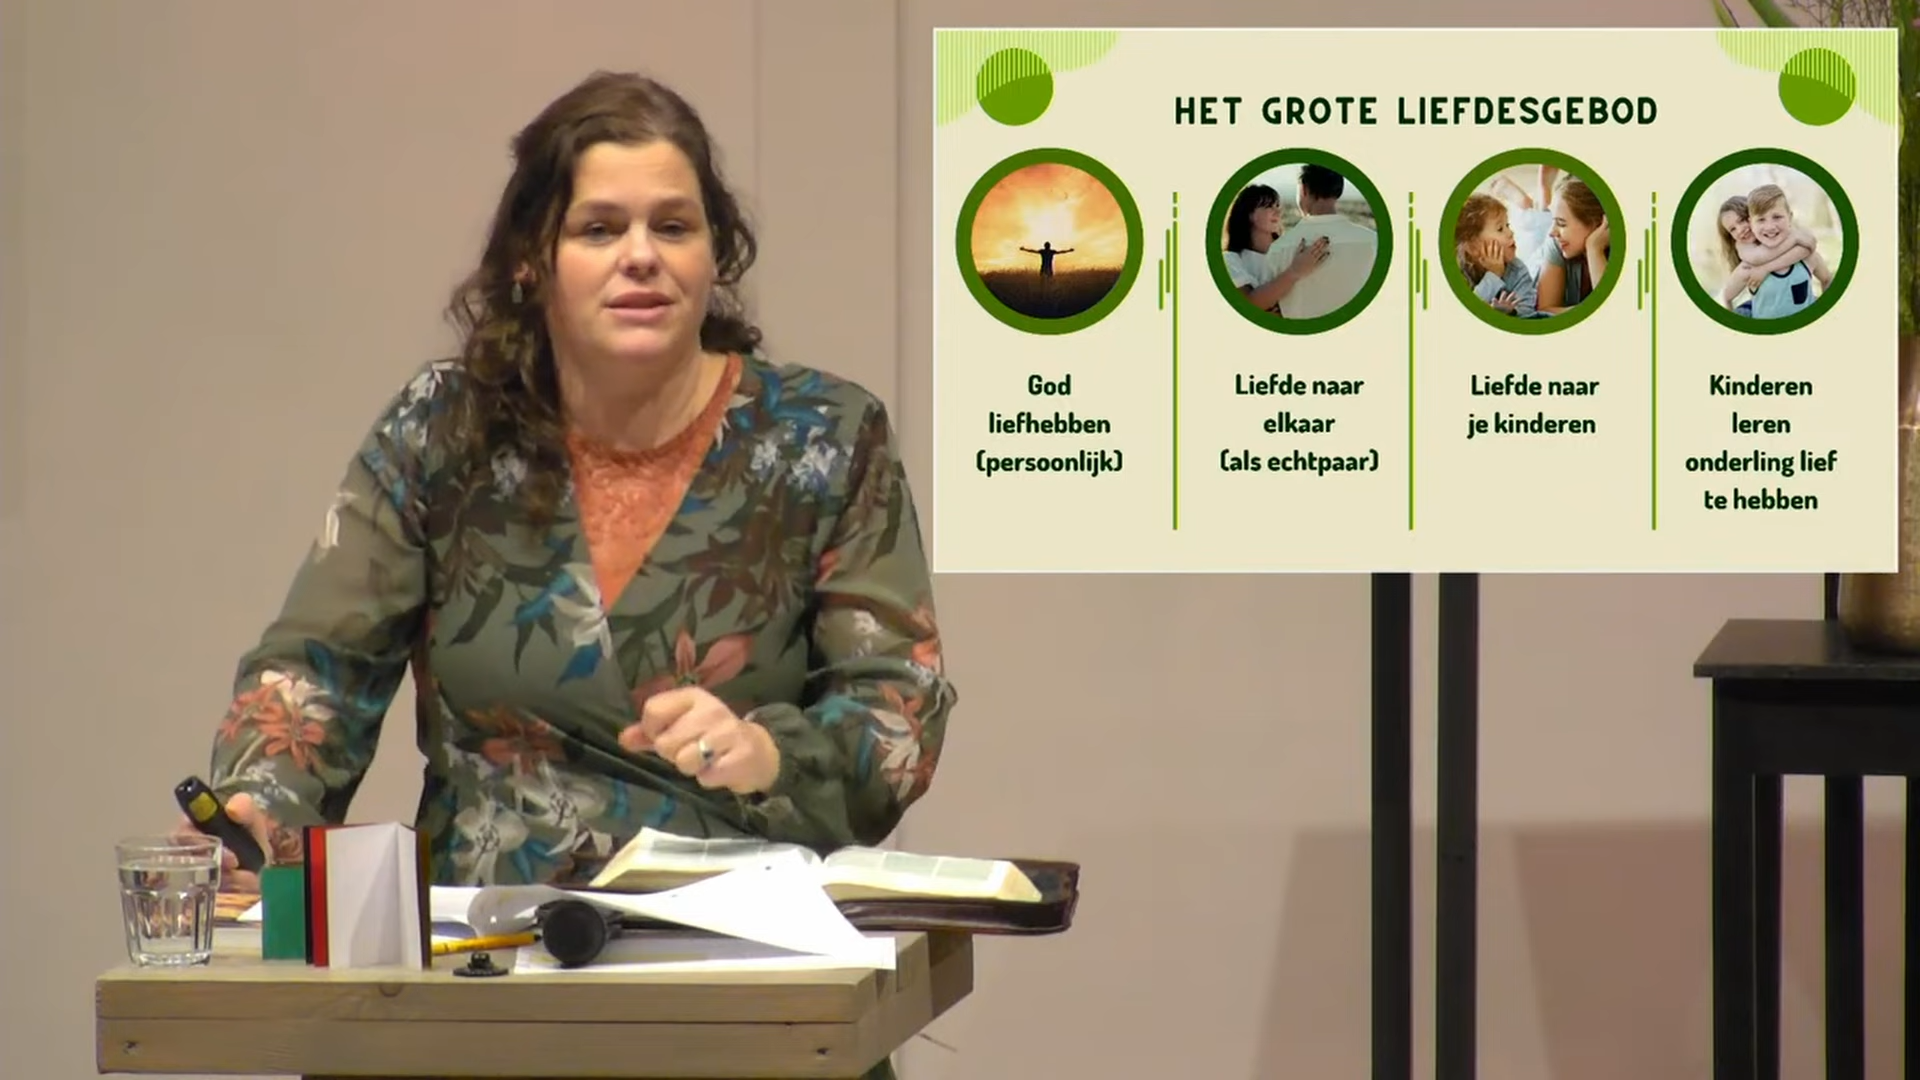 HET GROTE LIEFDESGEBOD
God
liefhebben
(persoonlijk)
Liefde naar
elkaar
(als echtpaar)
Liefde naar
je kinderen
Kinderen
leren
onderling lief
te hebben